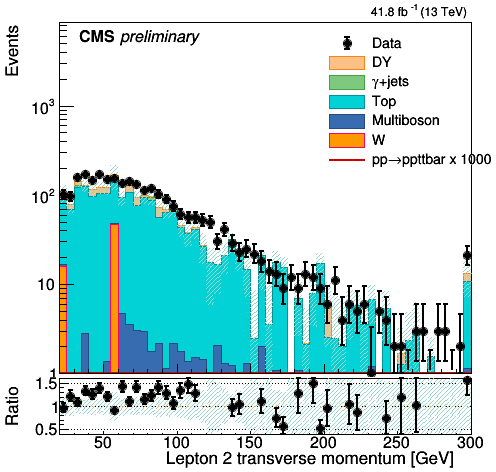 41.8 fb⁻¹ (13 TeV)
CMS preliminary
Data
DY
γ+jets
Top
Multiboson
W
pp→ppttbar x 1000
Events
10³
10²
10
1
Ratio
1.5
1
0.5
50 100 150 200 250 300
Lepton 2 transverse momentum [GeV]